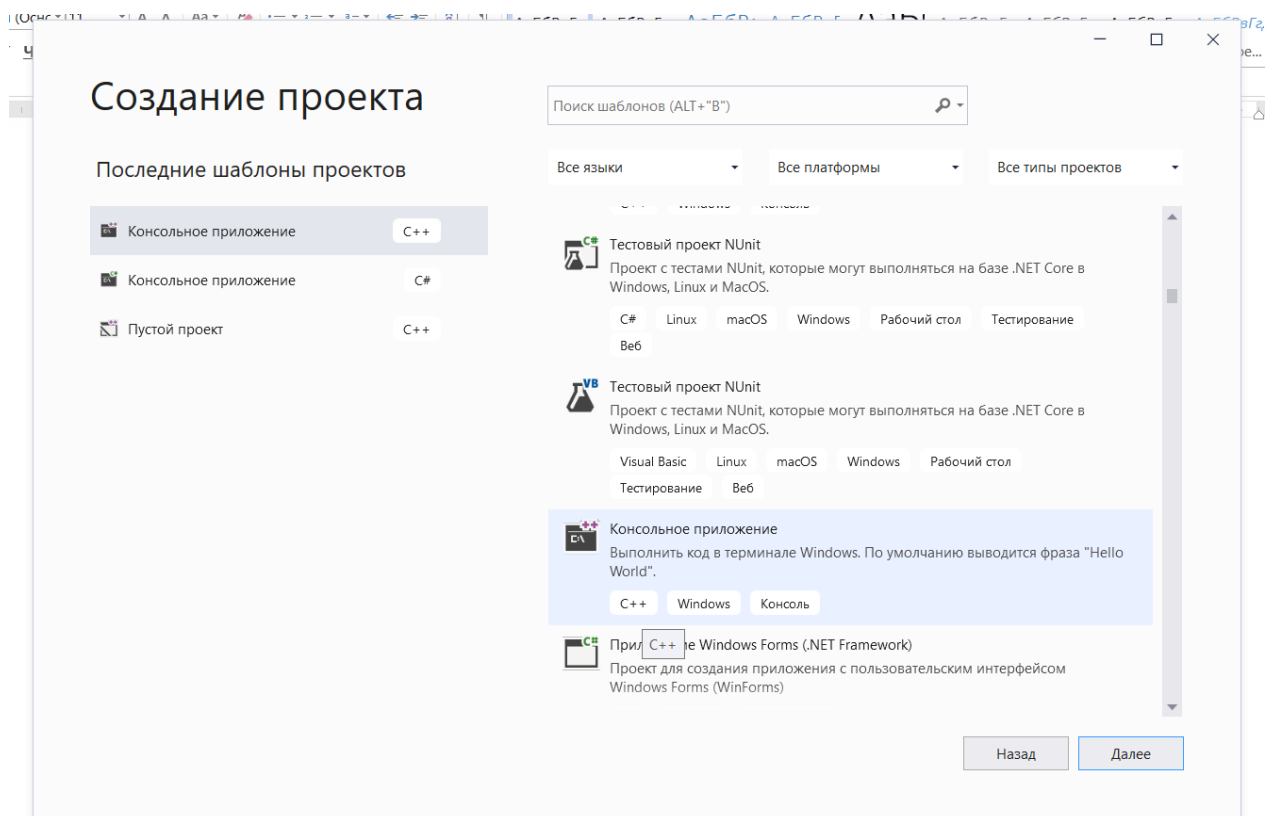 Создание проекта
Поиск шаблонов (ALT+"B")
Последние шаблоны проектов
Все языки
Все платформы
Все типы проектов
Консольное приложение
C++
Консольное приложение
C#
Пустой проект
C++
C++ Windows Консоль
Тестовый проект NUnit
Проект с тестами NUnit, которые могут выполняться на базе .NET Core в
Windows, Linux и MacOS.
C# Linux macOS Windows Рабочий стол Тестирование
Веб
Тестовый проект NUnit
Проект с тестами NUnit, которые могут выполняться на базе .NET Core в
Windows, Linux и MacOS.
Visual Basic Linux macOS Windows Рабочий стол
Тестирование Веб
Консольное приложение
Выполнить код в терминале Windows. По умолчанию выводится фраза "Hello
World".
C++ Windows Консоль
C++
Windows Forms (.NET Framework)
Проект для создания приложения с пользовательским интерфейсом
Windows Forms (WinForms)
Назад
Далее